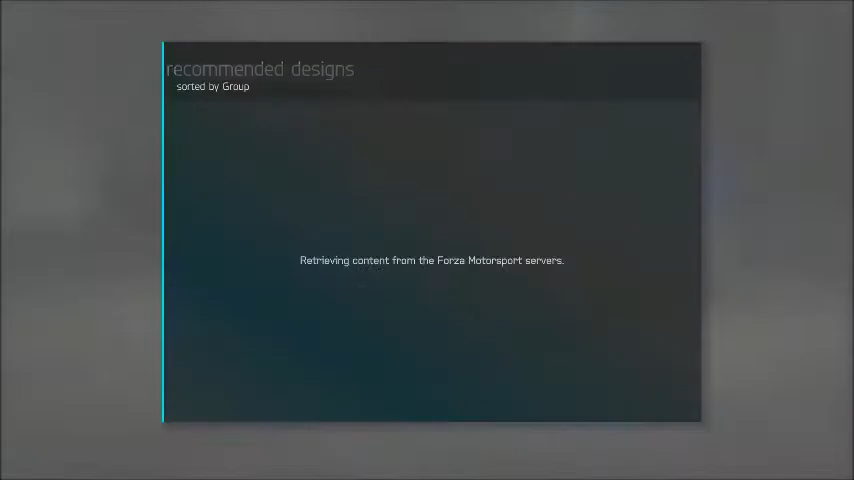 recommended designs
sorted by Group
Retrieving content from the Forza Motorsport servers.